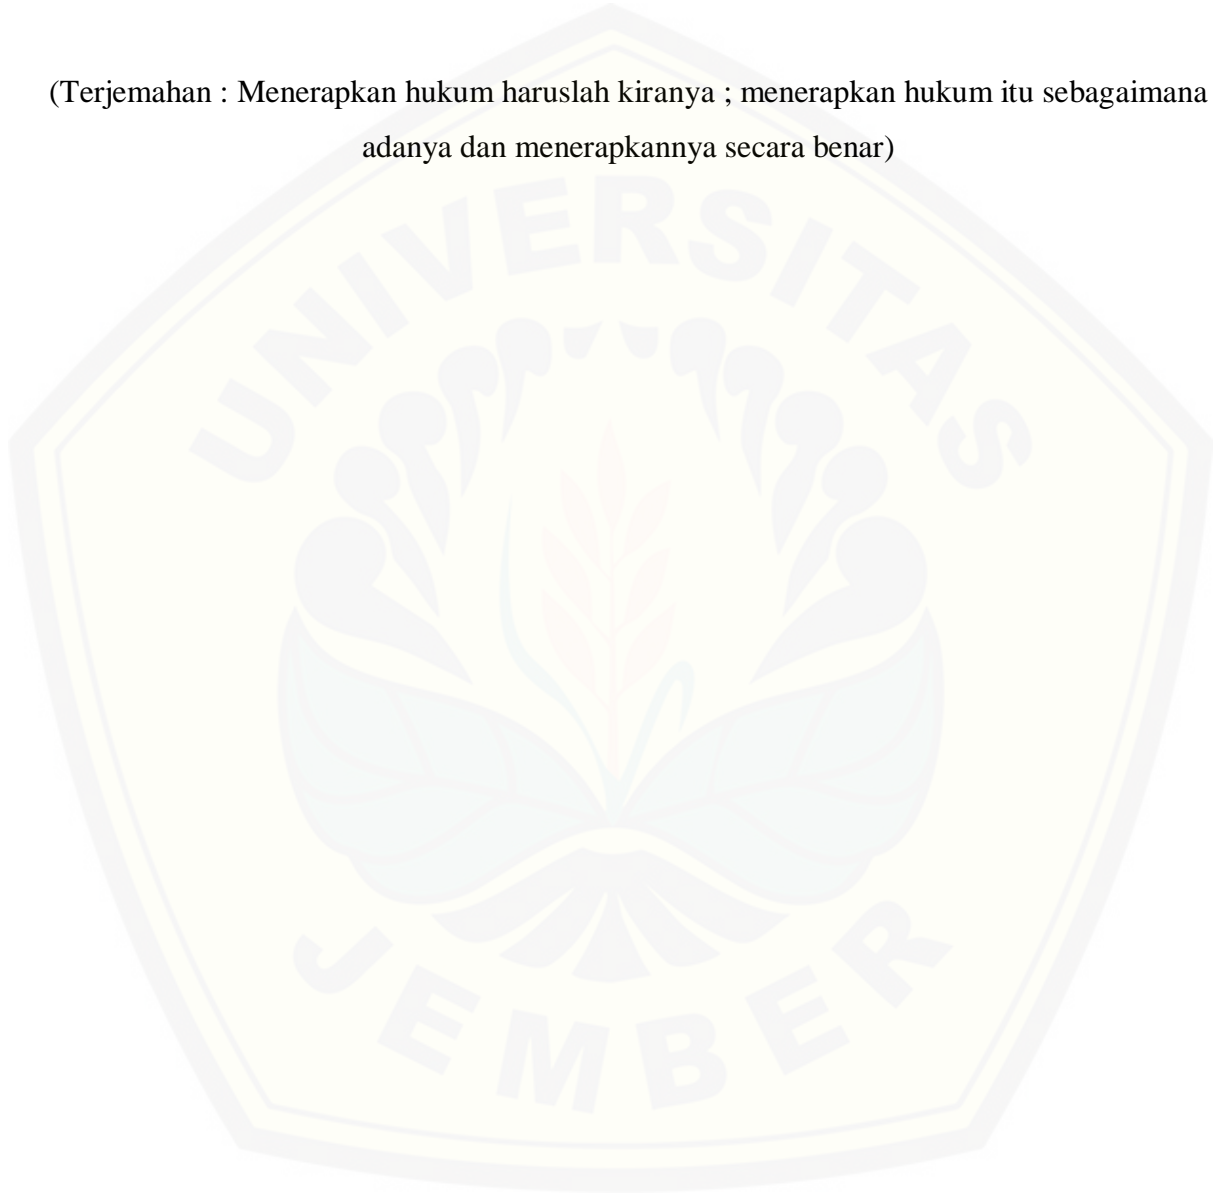 (Terjemahan : Menerapkan hukum haruslah kiranya ; menerapkan hukum itu sebagaimana
adanya dan menerapkannya secara benar)
UNIVERSITAS
JEMBER